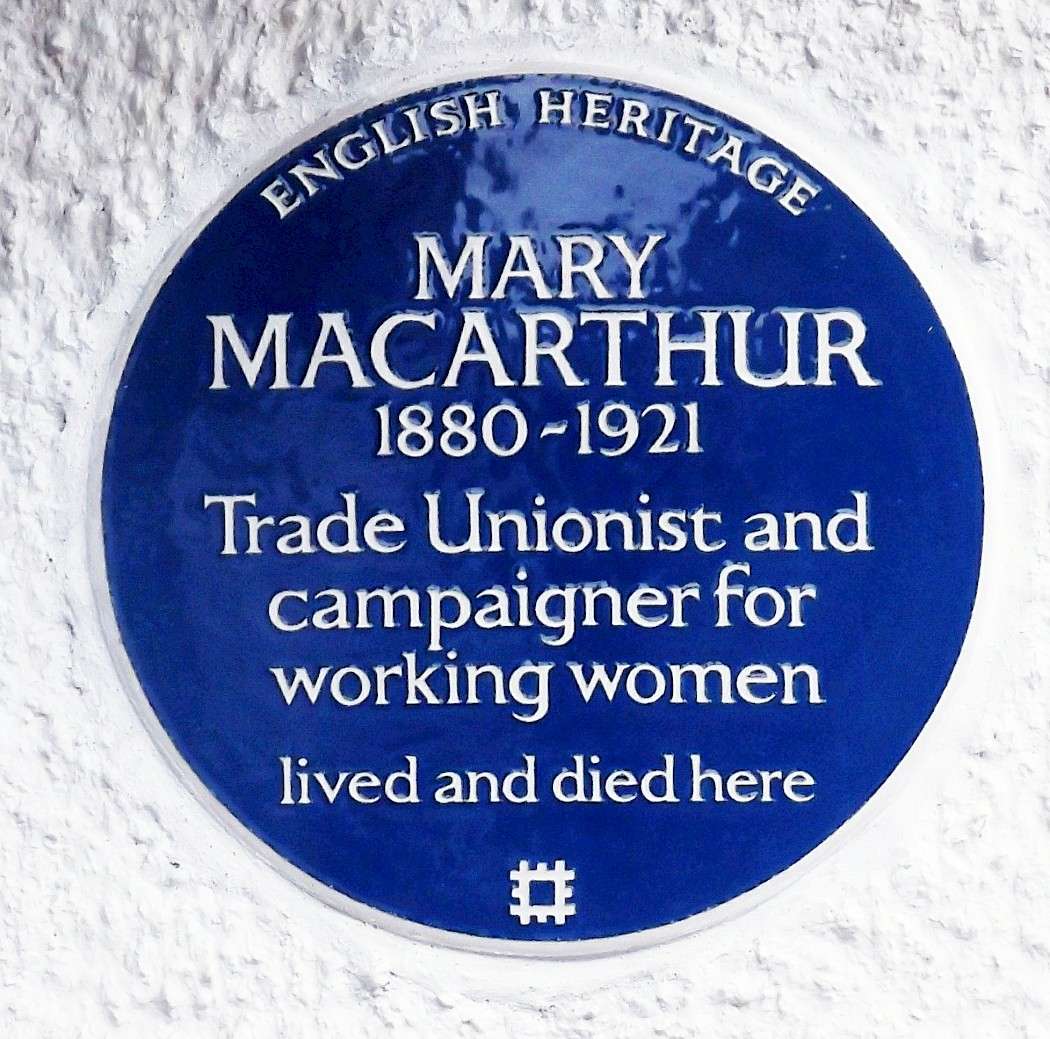 ENGLISH HERITAGE
MARY
MACARTHUR
1880-1921
Trade Unionist and
campaigner for
working women
lived and died here